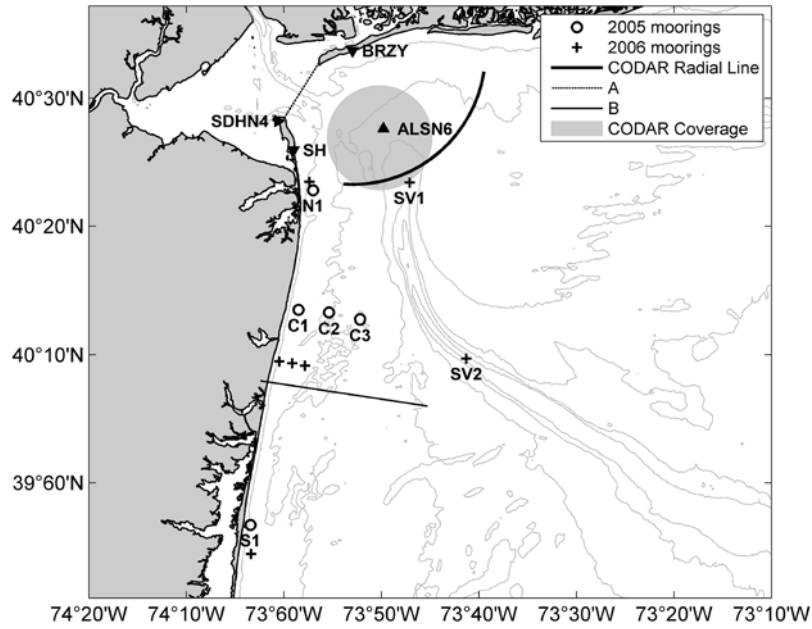 2005 moorings
2006 moorings
CODAR Radial Line
A
B
CODAR Coverage
BRZY
40°30'N
SDHN4
ALSN6
SH
SV1
N1
40°20'N
C1
C2
C3
40°10'N
SV2
39°60'N
S1
74°20'W
74°10'W
73°60'W
73°50'W
73°40'W
73°30'W
73°20'W
73°10'W